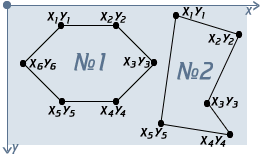 x
X₁Y₁ X₂Y₂ X₁Y₁
X₂Y₂
X₆Y₆ №1 X₃Y₃ №2
X₃Y₃
X₅Y₅ X₄Y₄
X₅Y₅ X₄Y₄
y